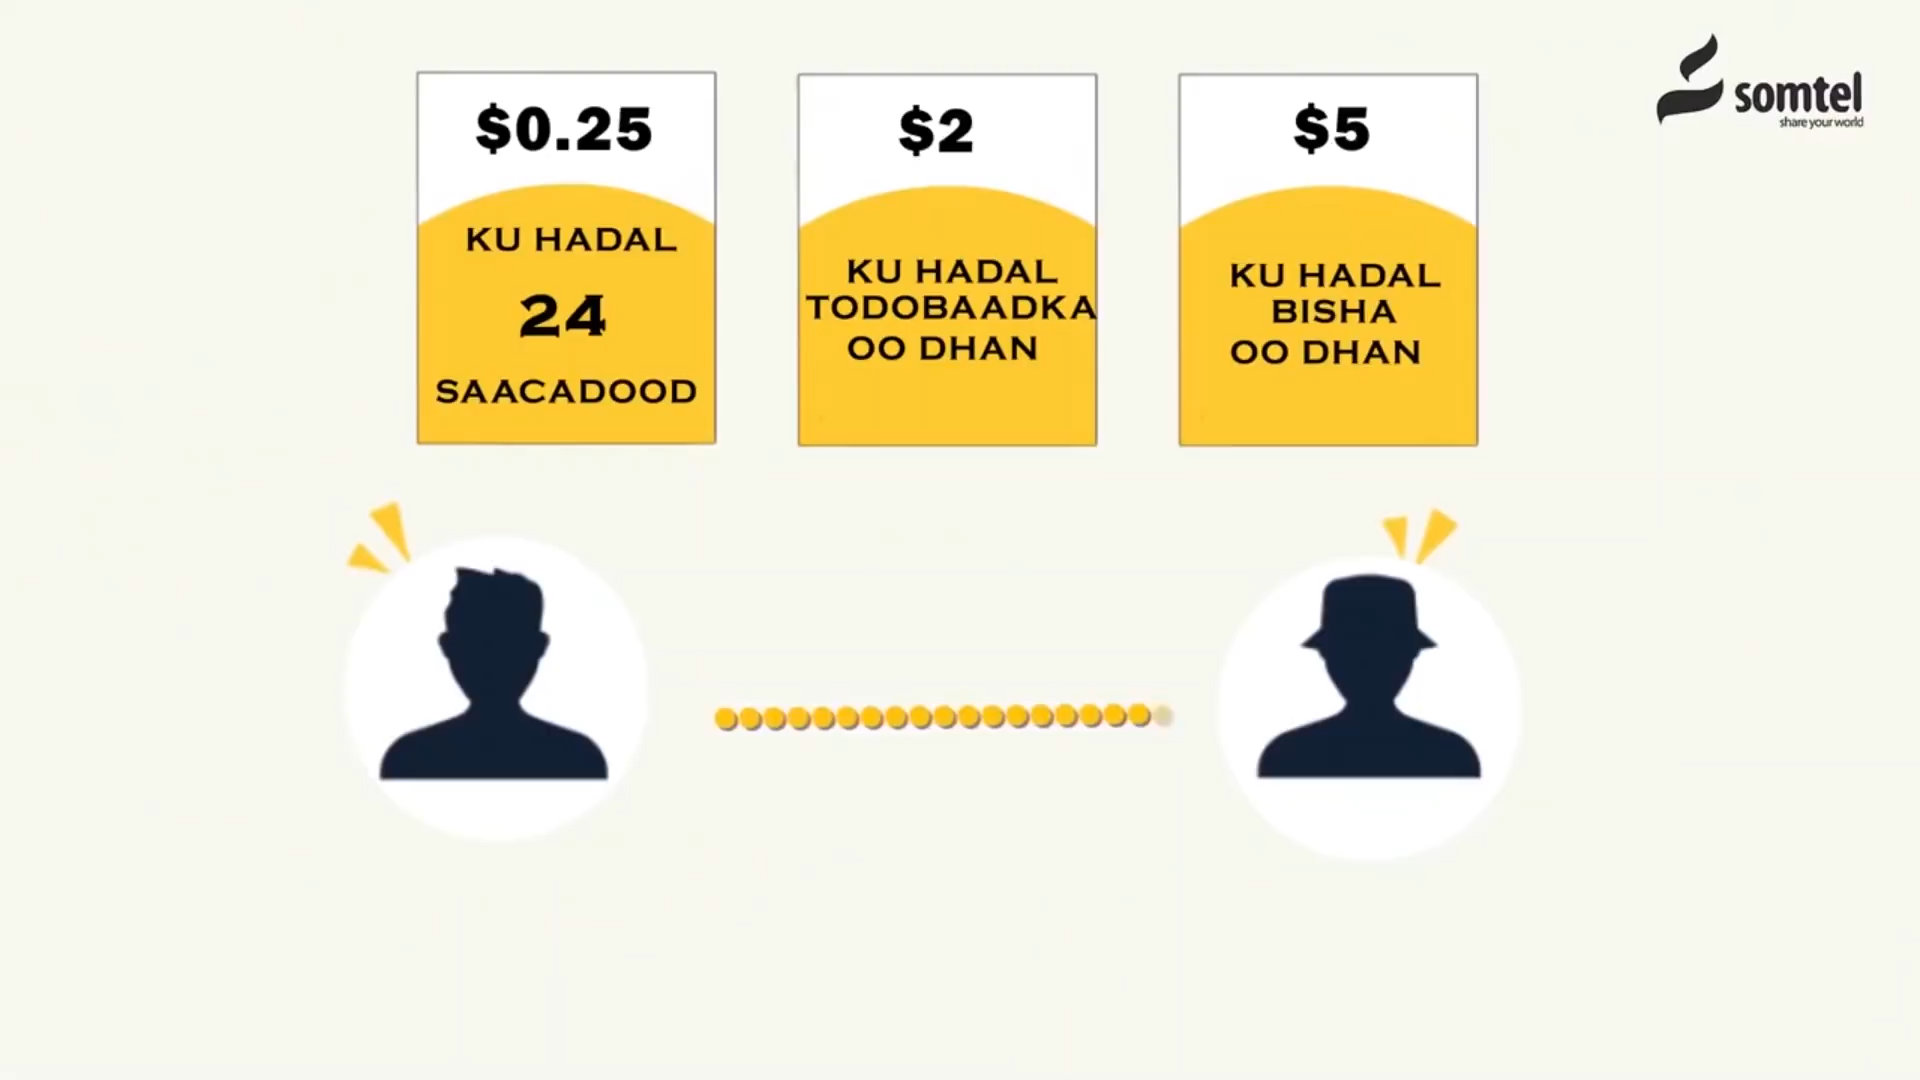 $0.25
KU HADAL
24
SAACADOOD
$2
KU HADAL
TODOBAADKA
OO DHAN
$5
KU HADAL
BISHA
OO DHAN
somtel
share your world